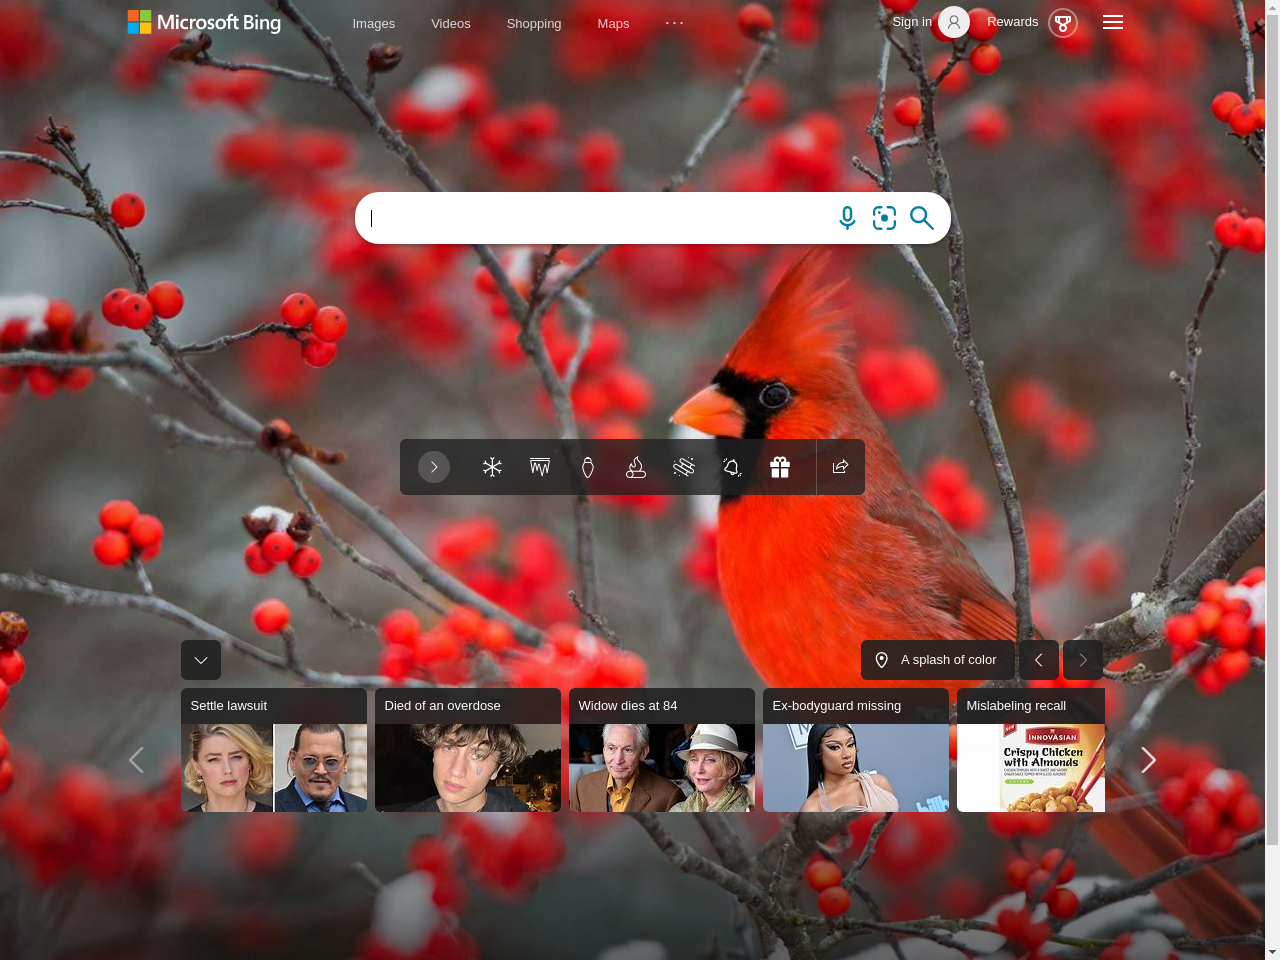 Microsoft Bing
Images
Videos
Shopping
Maps
Sign in
Rewards
A splash of color
Settle lawsuit
Died of an overdose
Widow dies at 84
Ex-bodyguard missing
Mislabeling recall
INNOVASIAN
Crispy Chicken
with Almonds